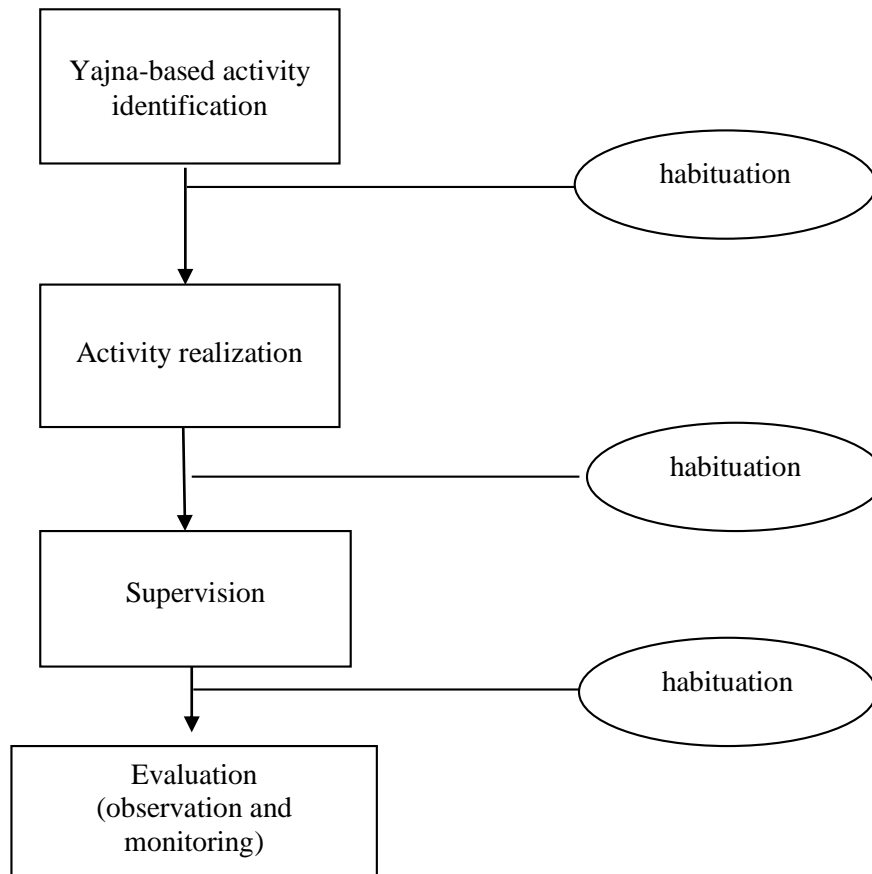 Yajna-based activity
identification
habituation
Activity realization
habituation
Supervision
habituation
Evaluation
(observation and
monitoring)